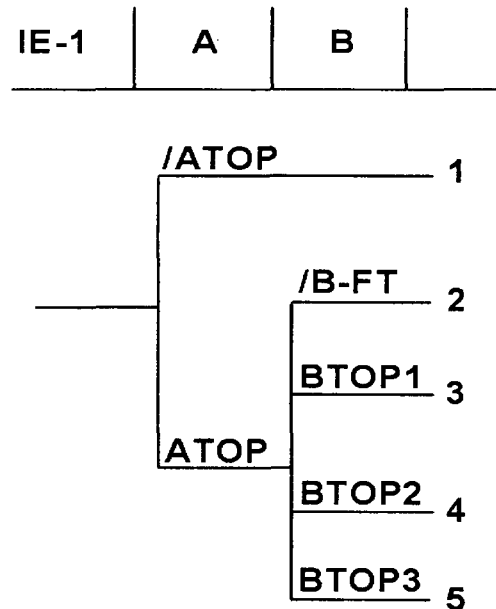 IE-1 A B
/ATOP 1
/B-FT 2
BTOP1 3
ATOP
BTOP2 4
BTOP3 5